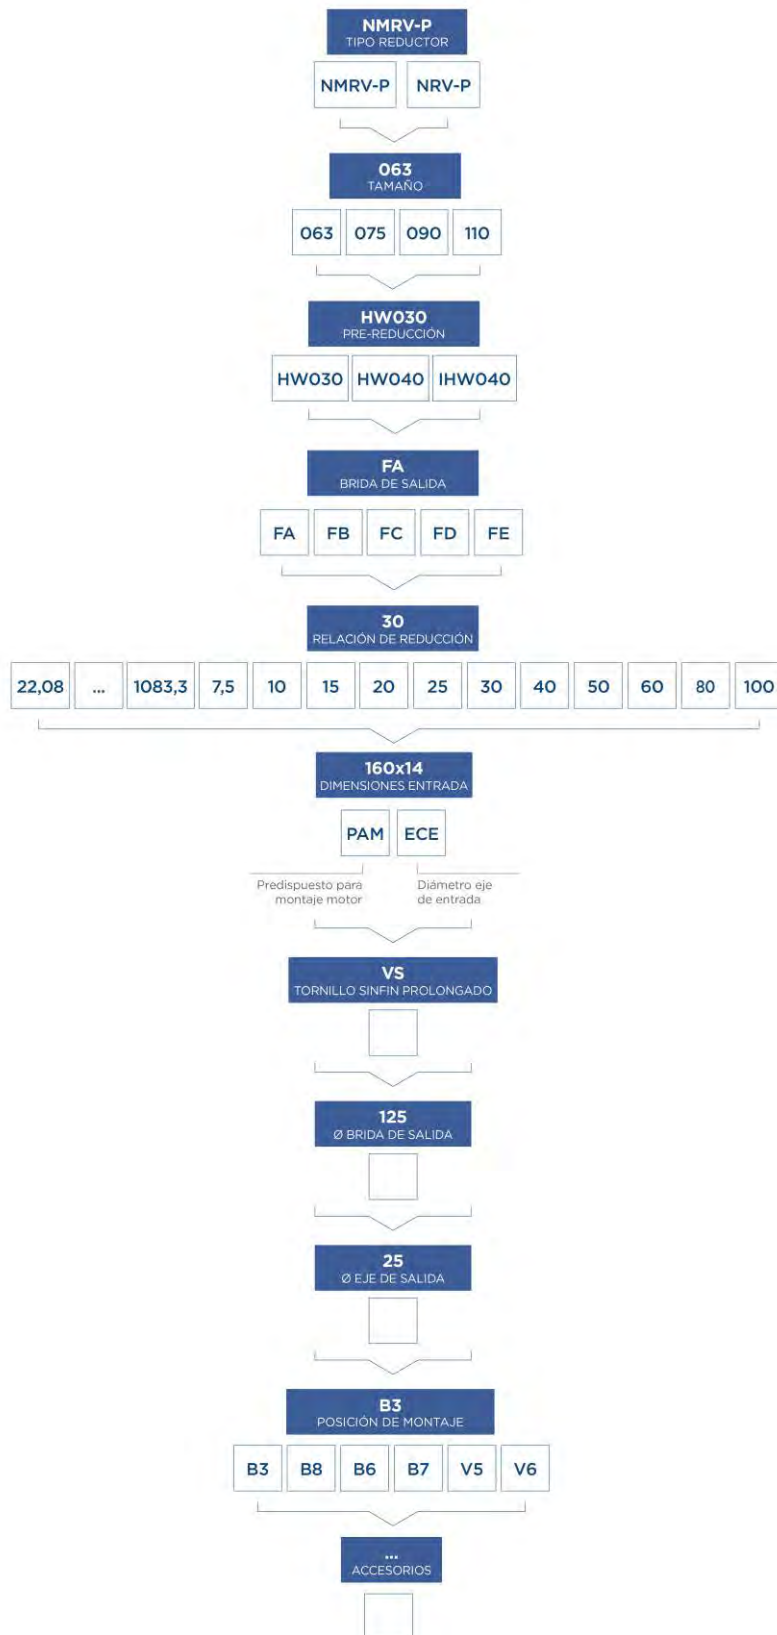 NMRV-P
TIPO REDUCTOR
NMRV-P NRV-P
063
TAMAÑO
063 075 090 110
HW030
PRE-REDUCCIÓN
HW030 HW040 IHW040
FA
BRIDA DE SALIDA
FA FB FC FD FE
30
RELACIÓN DE REDUCCIÓN
22,08 ... 1083,3 7,5 10 15 20 25 30 40 50 60 80 100
160x14
DIMENSIONES ENTRADA
PAM ECE
Predispuesto para
montaje motor
Diámetro eje
de entrada
VS
TORNILLO SINFIN PROLONGADO
125
Ø BRIDA DE SALIDA
25
Ø EJE DE SALIDA
B3
POSICIÓN DE MONTAJE
B3 B8 B6 B7 V5 V6
...
ACCESORIOS